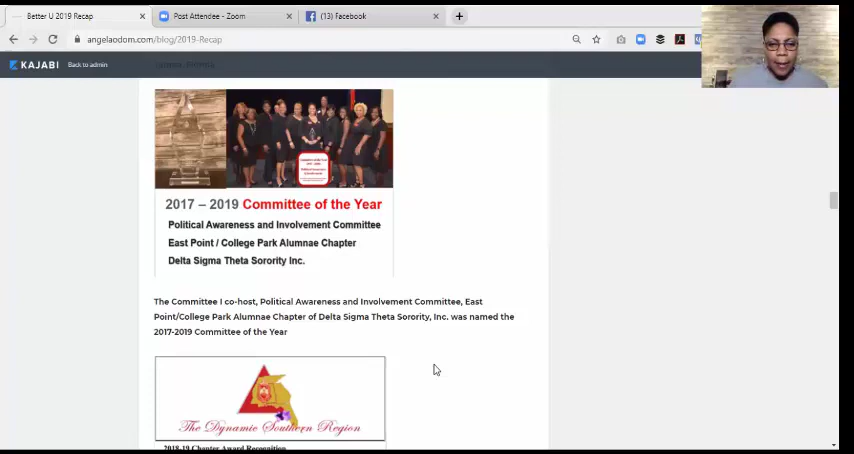 Better U 2019 Recap
Post Attendee - Zoom
(13) Facebook
angelaodom.com/blog/2019-Recap
KAJABI Back to admin
2017 – 2019 Committee of the Year
Political Awareness and Involvement Committee
East Point / College Park Alumnae Chapter
Delta Sigma Theta Sorority Inc.
The Committee I co-host, Political Awareness and Involvement Committee, East
Point/College Park Alumnae Chapter of Delta Sigma Theta Sorority, Inc. was named the
2017-2019 Committee of the Year
The Dynamic Southern Region
2018-19 Chapter Award Recognition